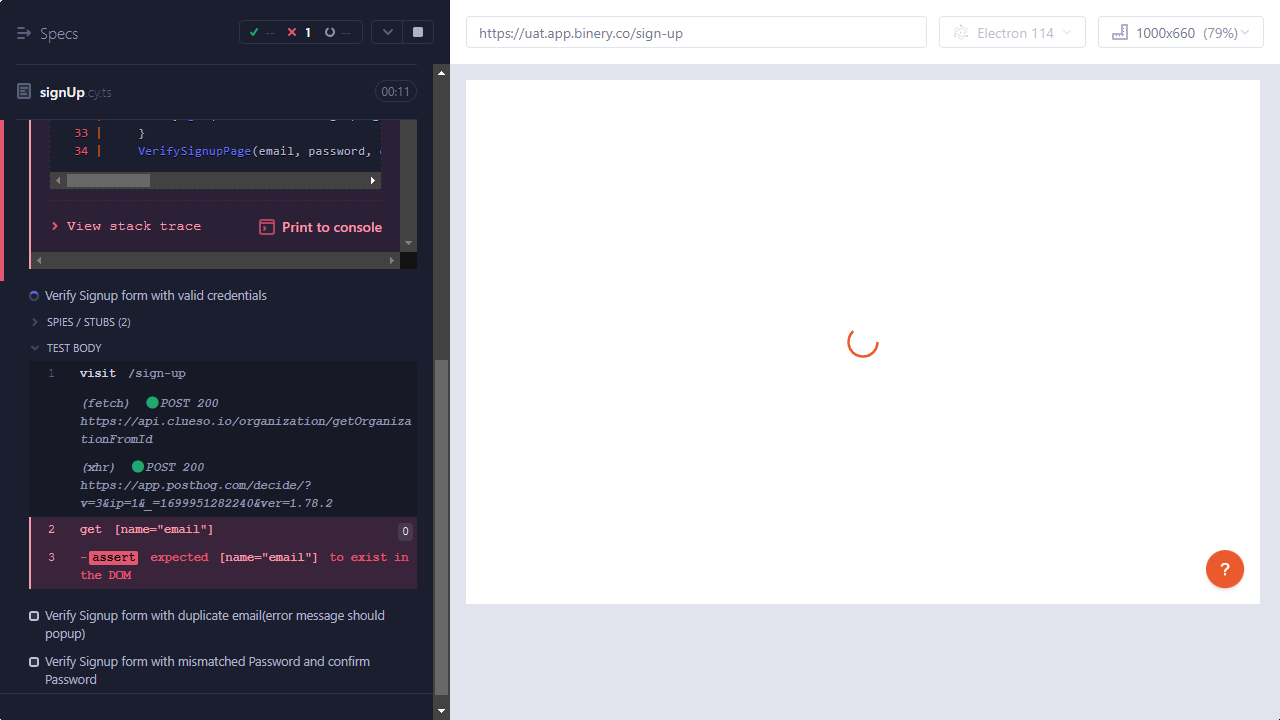 Specs
-- 1 --
https://uat.app.binery.co/sign-up
Electron 114
1000x660 (79%)
signUp.cy.ts
00:11
33 | }
34 | VerifySignupPage(email, password,
View stack trace
Print to console
Verify Signup form with valid credentials
SPIES / STUBS (2)
TEST BODY
1 visit /sign-up
(fetch) POST 200
https://api.clueso.io/organization/getOrganiza
tionFromId
(xhr) POST 200
https://app.posthog.com/decide/?
v=3&ip=1&_=1699951282240&ver=1.78.2
2 get [name="email"] 0
3 -assert expected [name="email"] to exist in
the DOM
?
Verify Signup form with duplicate email(error message should
popup)
Verify Signup form with mismatched Password and confirm
Password